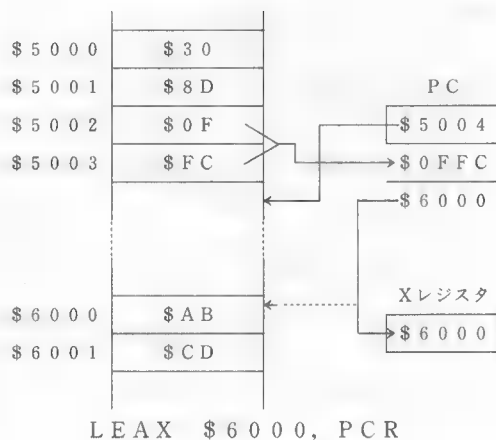 $5000 $30
$5001 $8D PC
$5002 $0F $5004
$5003 $FC $0FFC
$6000
Xレジスタ
$6000 $AB $6000
$6001 $CD
LEAX $6000, PCR